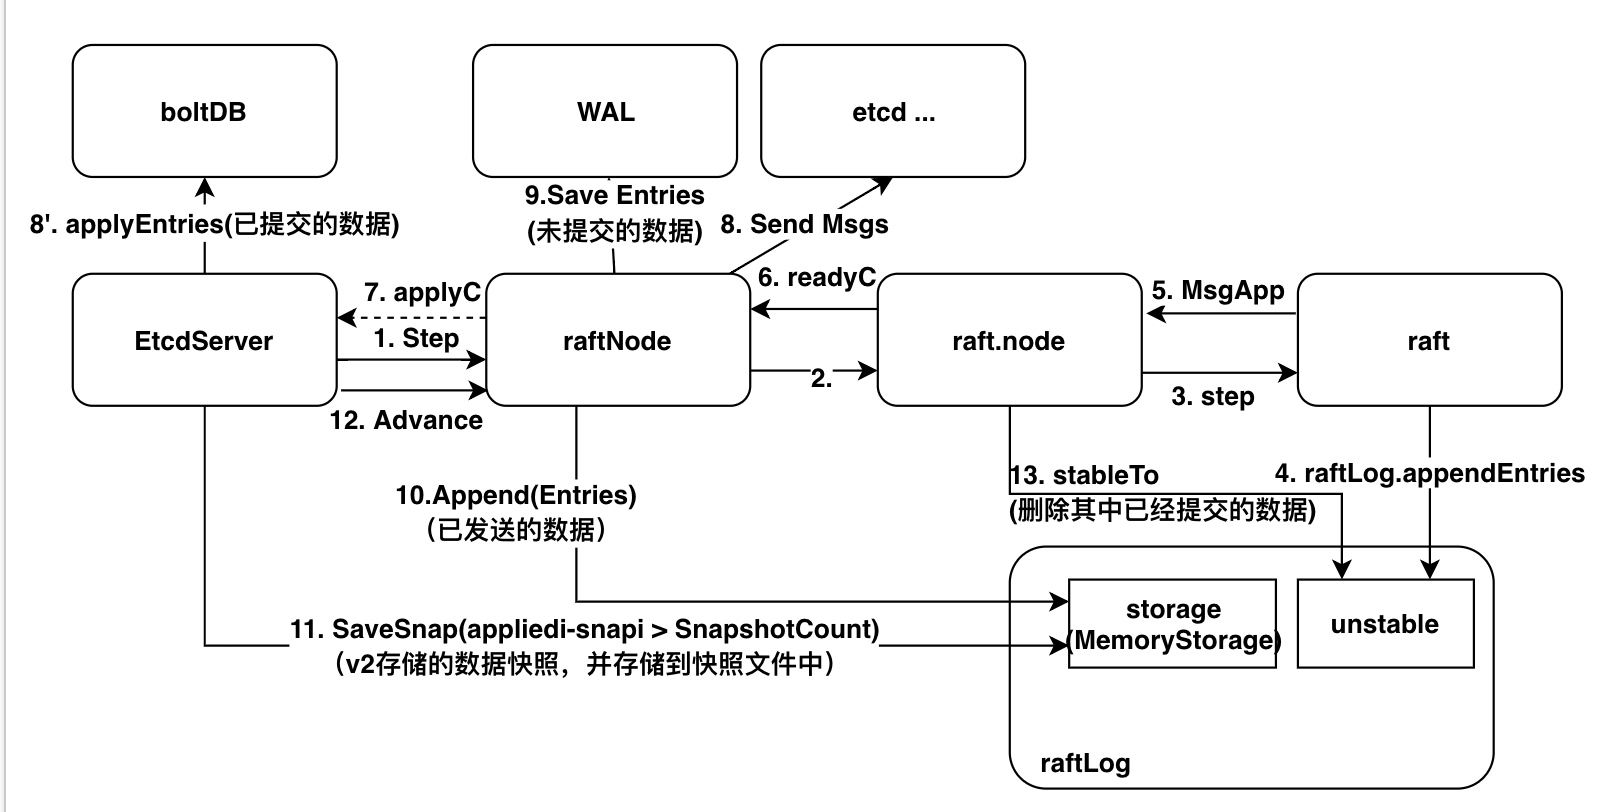 boltDB
WAL
etcd ...
9.Save Entries
(未提交的数据)
8'. applyEntries(已提交的数据)
8. Send Msgs
7. applyC
6. readyC
5. MsgApp
EtcdServer
1. Step
raftNode
raft.node
raft
2.
3. step
12. Advance
13. stableTo
(删除其中已经提交的数据)
4. raftLog.appendEntries
10.Append(Entries)
（已发送的数据）
storage
(MemoryStorage)
unstable
11. SaveSnap(appliedi-snapi > SnapshotCount)
（v2存储的数据快照，并存储到快照文件中）
raftLog